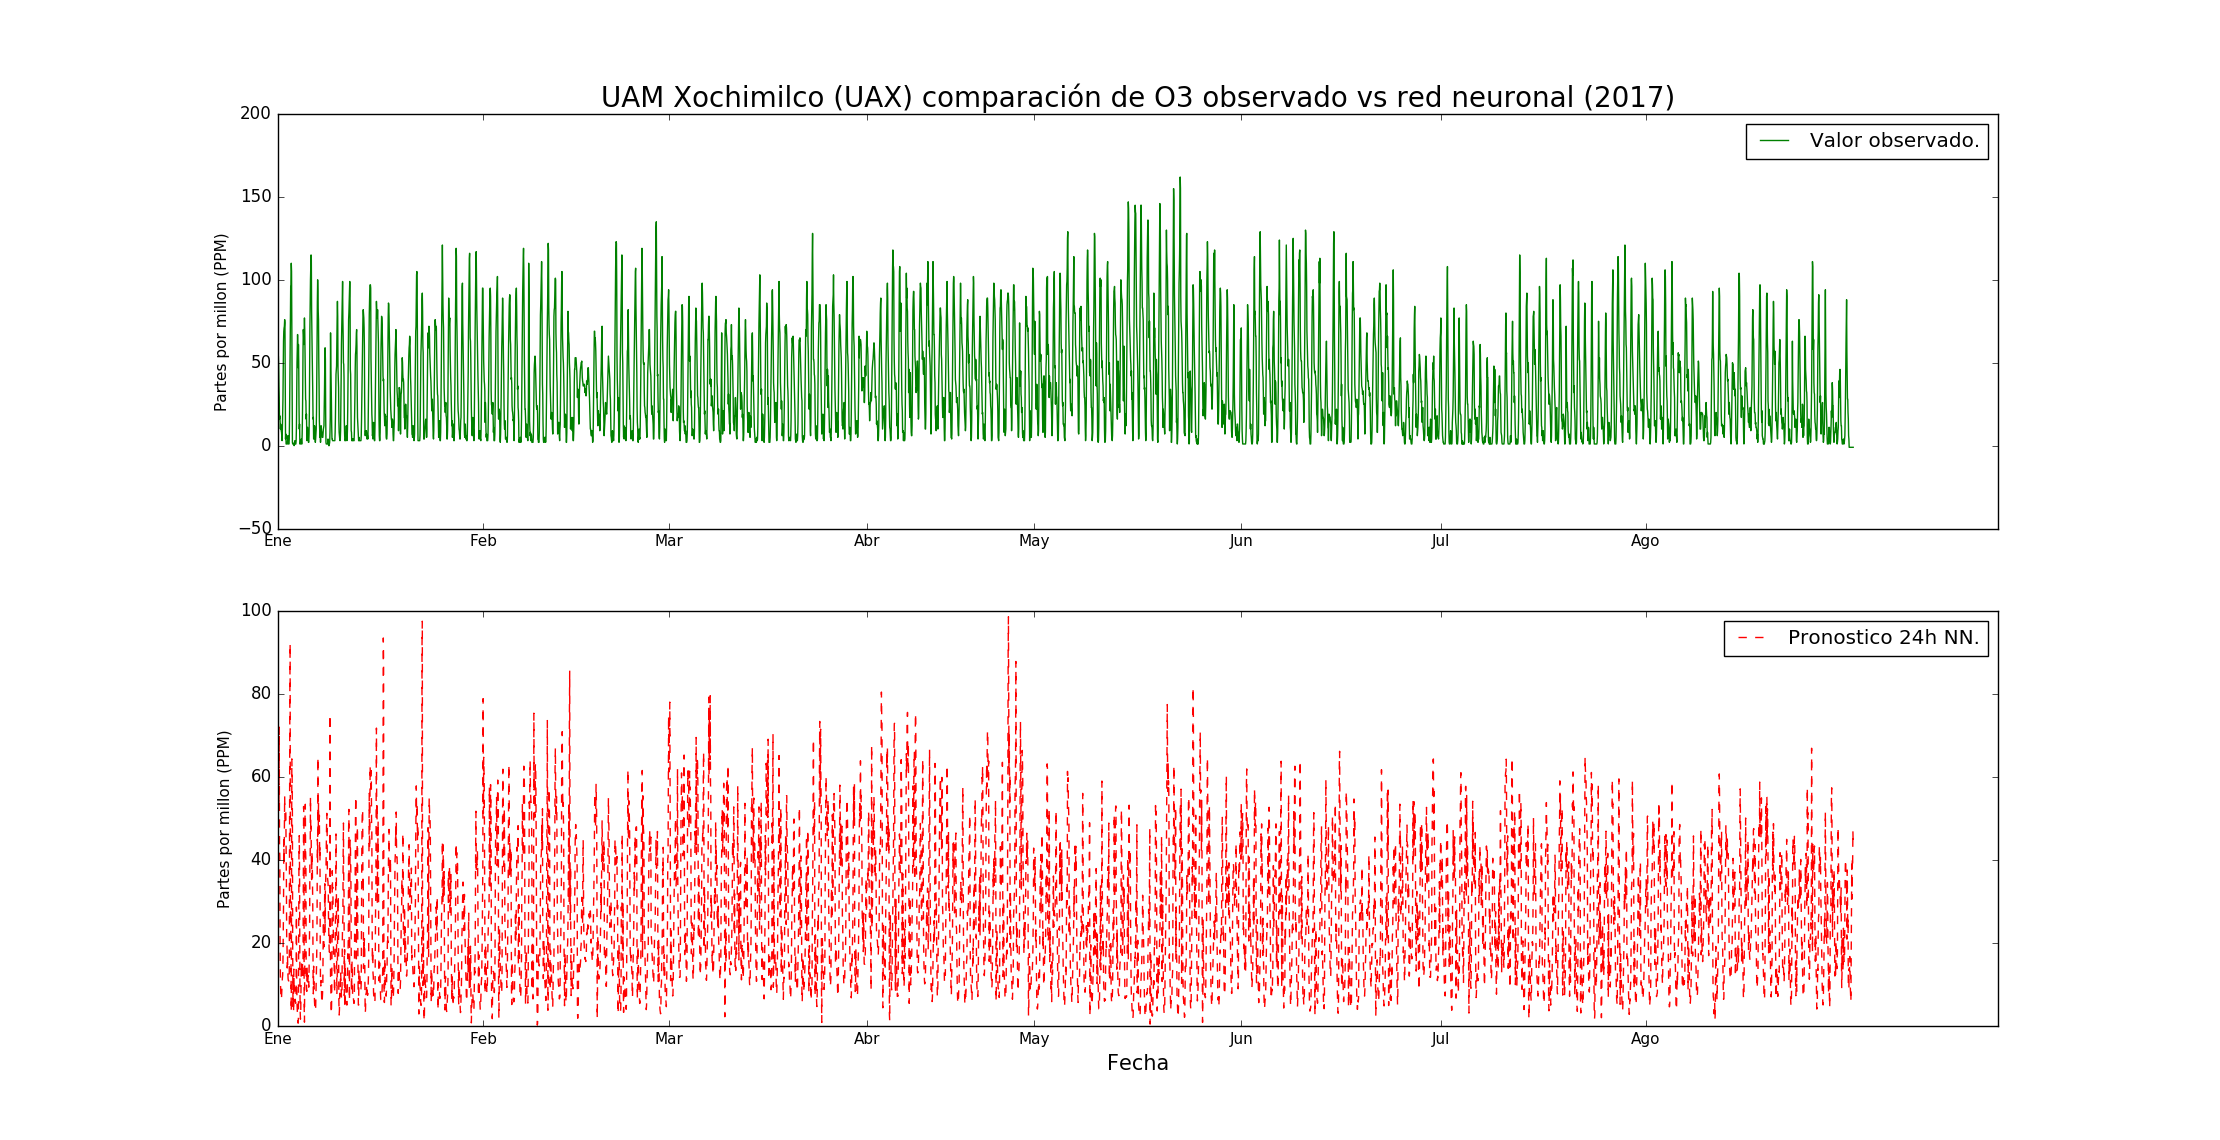 UAM Xochimilco (UAX) comparación de O3 observado vs red neuronal (2017)
200
150
100
50
0
−50
Partes por millon (PPM)
Valor observado.
Ene Feb Mar Abr May Jun Jul Ago
100
80
60
40
20
0
Partes por millon (PPM)
Pronostico 24h NN.
Ene Feb Mar Abr May Jun Jul Ago
Fecha